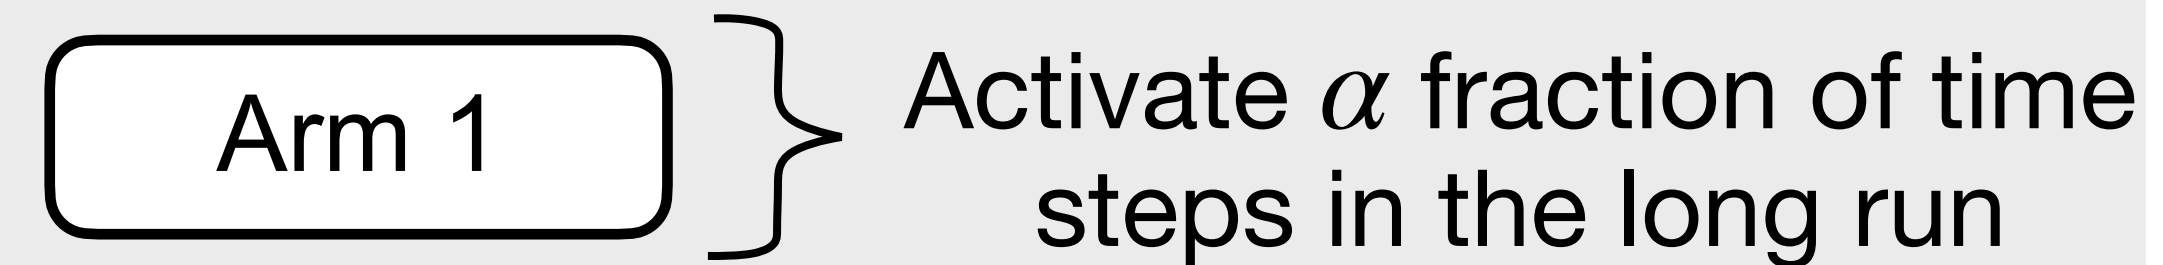 Arm 1
Activate α fraction of time
steps in the long run